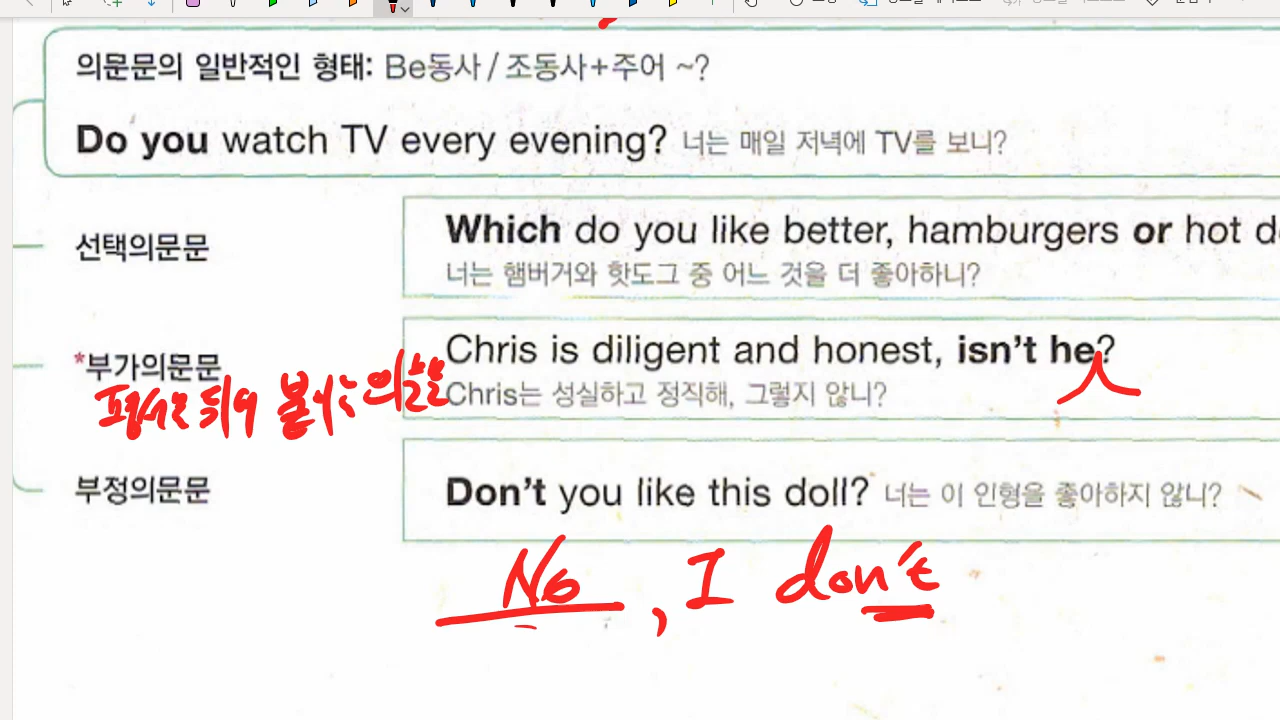 의문문의 일반적인 형태: Be동사 / 조동사+주어 ~?
Do you watch TV every evening? 너는 매일 저녁에 TV를 보니?
선택의문문
Which do you like better, hamburgers or hot
너는 햄버거와 핫도그 중 어느 것을 더 좋아하니?
*부가의문문
Chris is diligent and honest, isn't he?
Chris는 성실하고 정직해, 그렇지 않니?
뒤에 붙는
부정의문문
Don't you like this doll? 너는 이 인형을 좋아하지 않니?
No, I don't